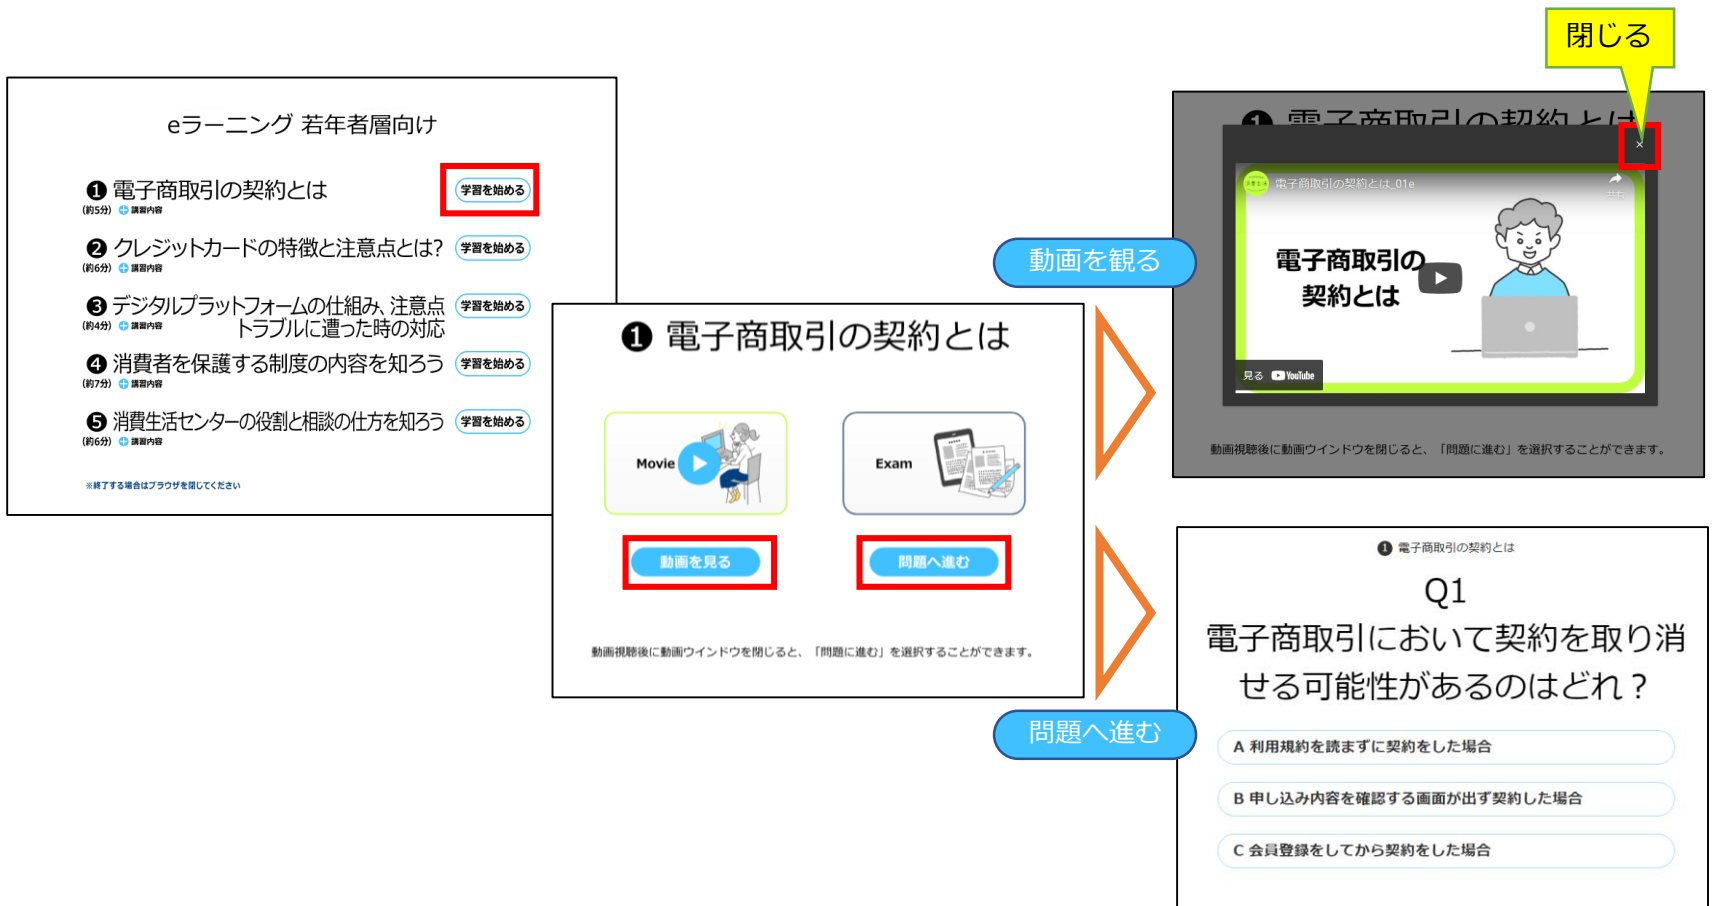 閉じる
eラーニング 若年者層向け
❶ 電子商取引の契約とは 学習を始める
(約5分) 講習内容
❷ クレジットカードの特徴と注意点とは? 学習を始める
(約6分) 講習内容
❸ デジタルプラットフォームの仕組み、注意点 学習を始める
(約4分) 講習内容 トラブルに遭った時の対応
❹ 消費者を保護する制度の内容を知ろう 学習を始める
(約7分) 講習内容
❺ 消費生活センターの役割と相談の仕方を知ろう 学習を始める
(約6分) 講習内容
※終了する場合はブラウザを閉じてください
❶ 電子商取引の契約とは
Movie
Exam
動画を見る
問題へ進む
動画視聴後に動画ウインドウを閉じると、「問題に進む」を選択することができます。
動画を観る
❶ 電子商取引の契約とは
×
電子商取引の契約とは_01e
共有
電子商取引の
契約とは
見る YouTube
動画視聴後に動画ウインドウを閉じると、「問題に進む」を選択することができます。
問題へ進む
❶ 電子商取引の契約とは
Q1
電子商取引において契約を取り消
せる可能性があるのはどれ？
A 利用規約を読まずに契約をした場合
B 申し込み内容を確認する画面が出ず契約した場合
C 会員登録をしてから契約をした場合